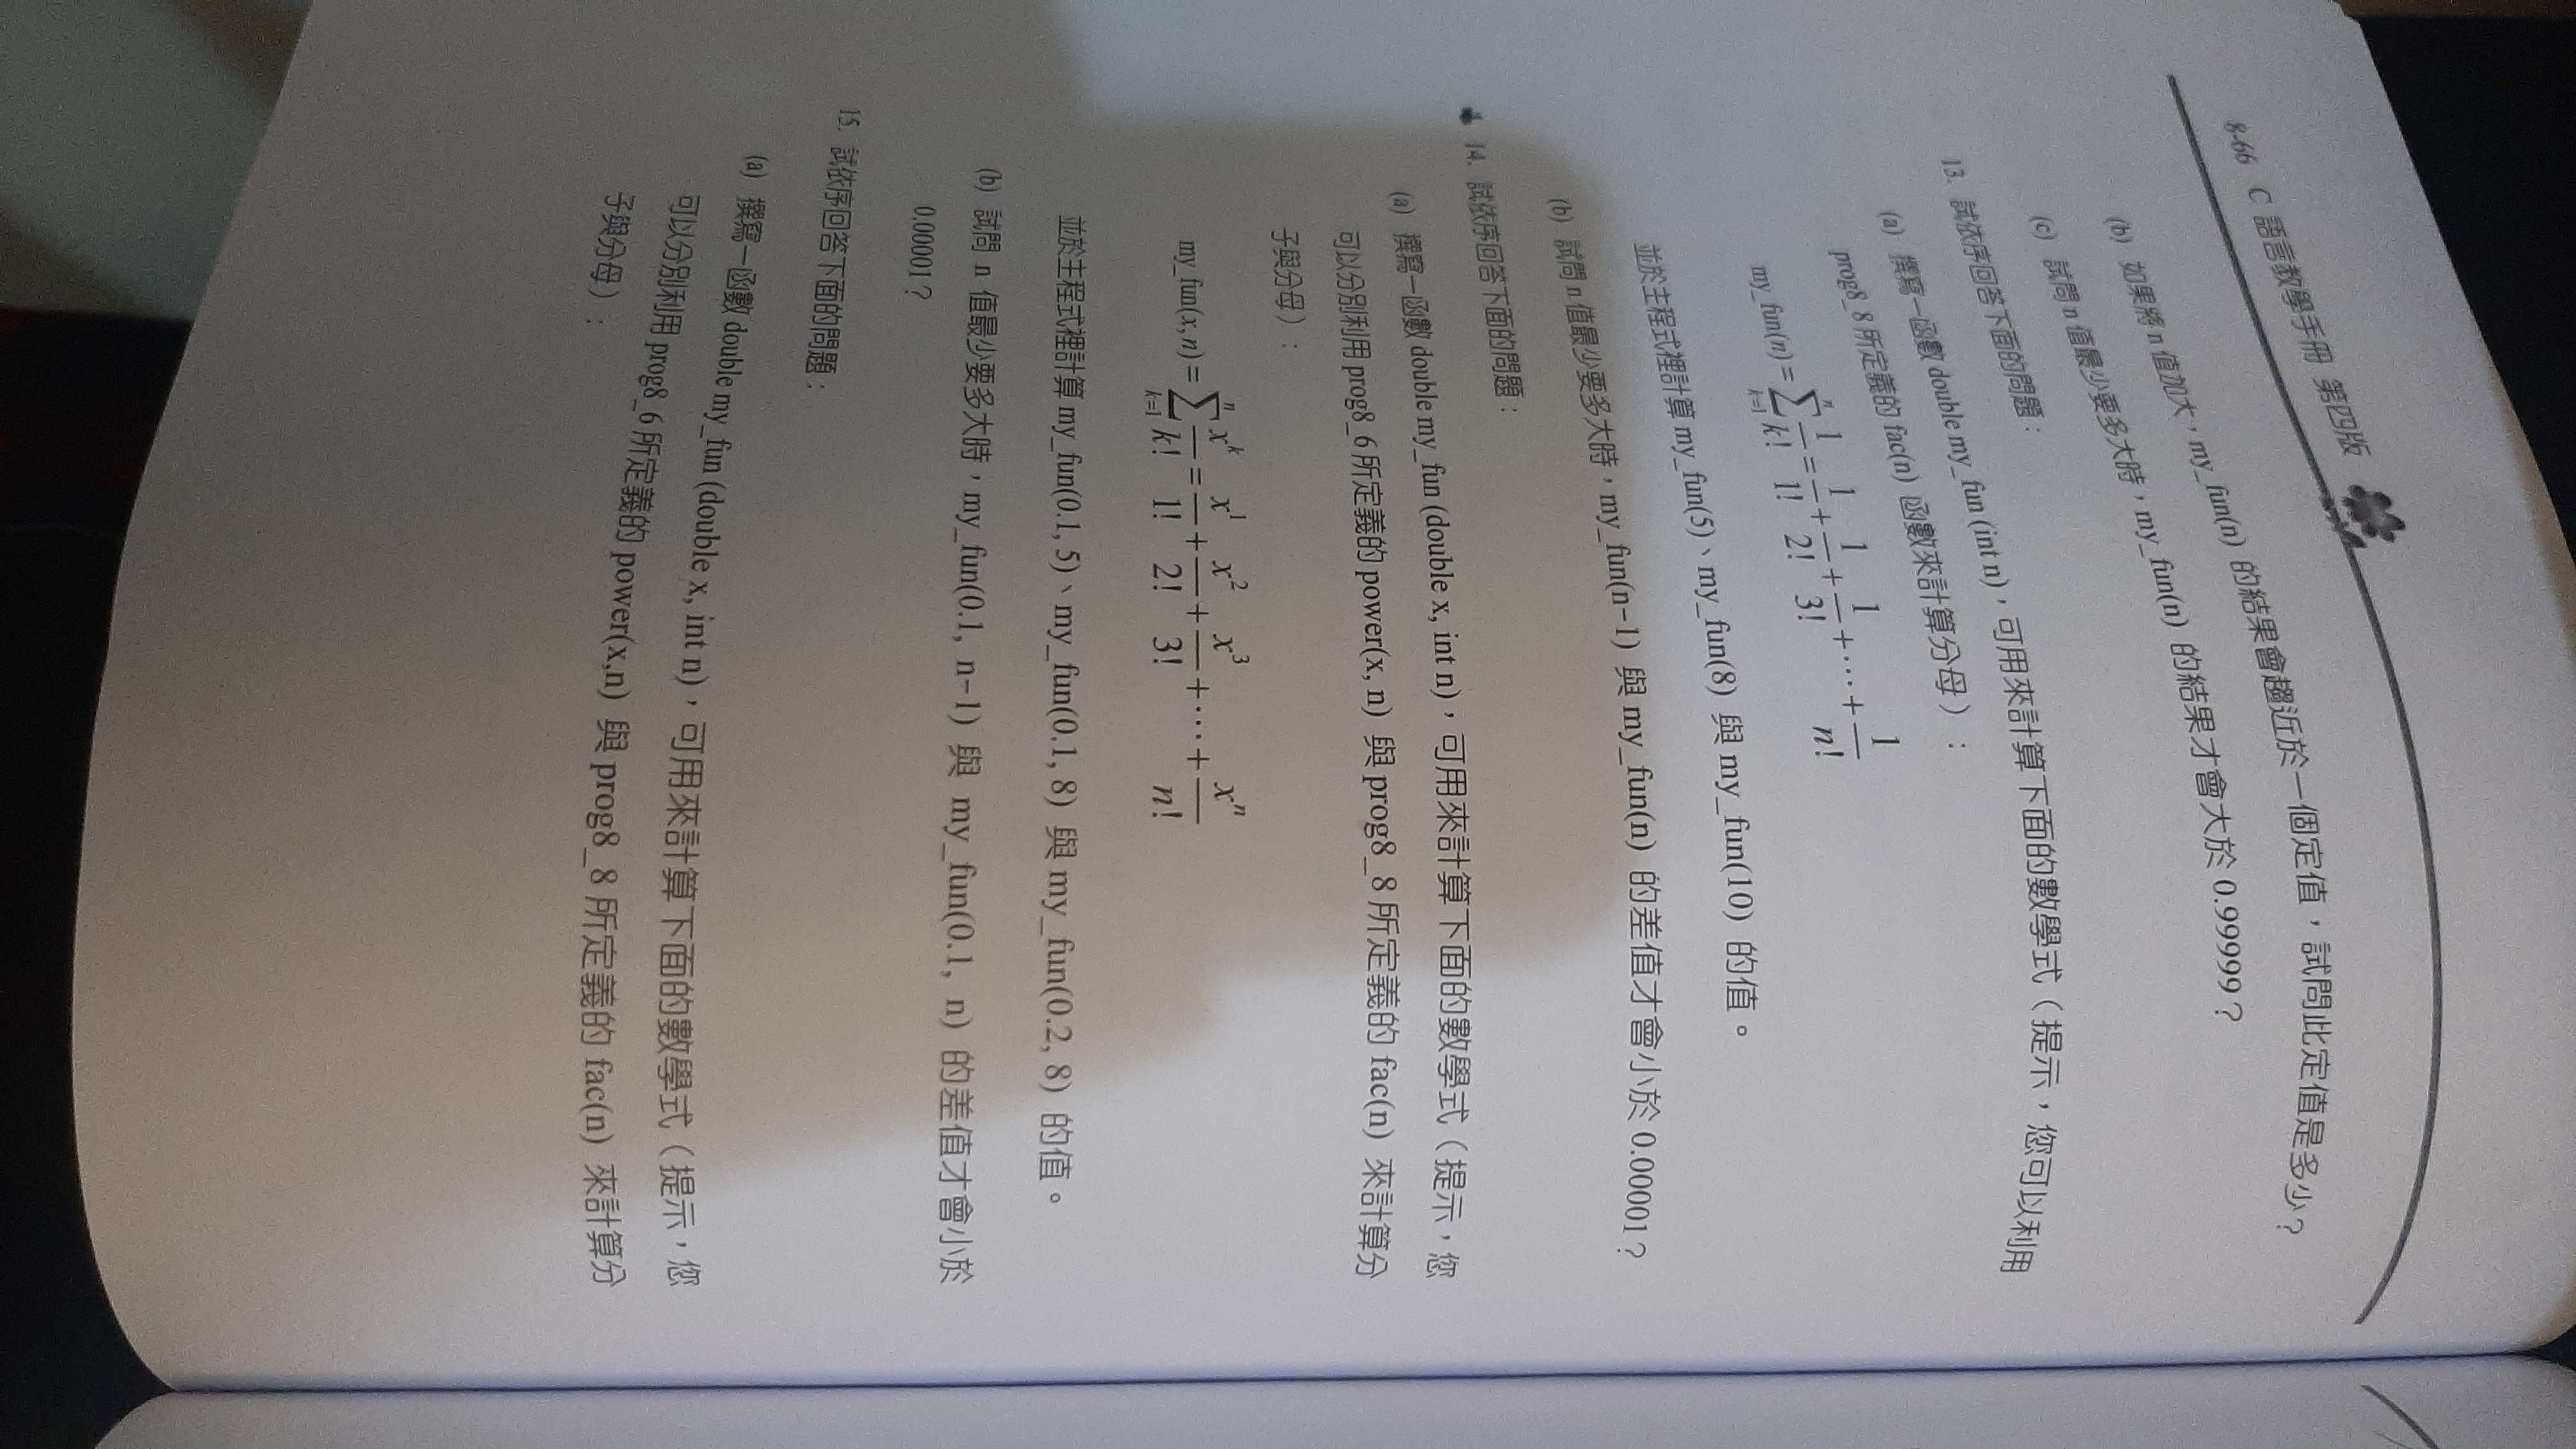 8-66 C 語言教學手冊 第四版
(b) 如果將 n 值加大,my_fun(n) 的結果會趨近於一個定值,試問此定值是多少?
(c) 試問 n 值最少要多大時,my_fun(n) 的結果才會大於 0.99999?
13. 試依序回答下面的問題:
(a) 撰寫一函數 double my_fun (int n),可用來計算下面的數學式(提示,您可以利用
prog8_8 所定義的 fac(n) 函數來計算分母):
my_fun(n) = \sum_{k=1}^{n} \frac{1}{k!} = \frac{1}{1!} + \frac{1}{2!} + \frac{1}{3!} + \cdots + \frac{1}{n!}
並於主程式裡計算 my_fun(5)、my_fun(8) 與 my_fun(10) 的值。
(b) 試問 n 值最少要多大時,my_fun(n-1) 與 my_fun(n) 的差值才會小於 0.00001?
14. 試依序回答下面的問題:
(a) 撰寫一函數 double my_fun (double x, int n),可用來計算下面的數學式(提示,您
可以分別利用 prog8_6 所定義的 power(x, n) 與 prog8_8 所定義的 fac(n) 來計算分
子與分母):
my_fun(x,n) = \sum_{k=1}^{n} \frac{x^k}{k!} = \frac{x^1}{1!} + \frac{x^2}{2!} + \frac{x^3}{3!} + \cdots + \frac{x^n}{n!}
並於主程式裡計算 my_fun(0.1, 5)、my_fun(0.1, 8) 與 my_fun(0.2, 8) 的值。
(b) 試問 n 值最少要多大時,my_fun(0.1, n-1) 與 my_fun(0.1, n) 的差值才會小於
0.00001?
15. 試依序回答下面的問題:
(a) 撰寫一函數 double my_fun (double x, int n),可用來計算下面的數學式(提示,您
可以分別利用 prog8_6 所定義的 power(x,n) 與 prog8_8 所定義的 fac(n) 來計算分
子與分母):